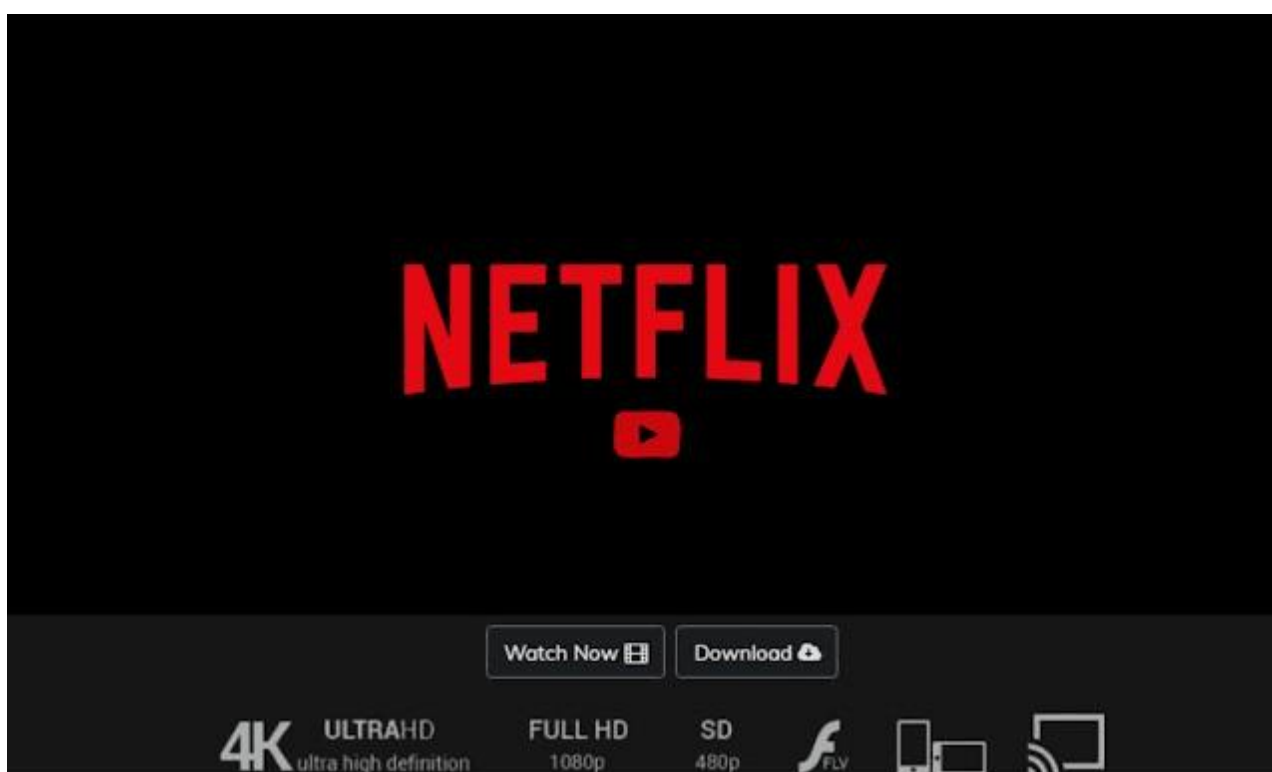 NETFLIX
Watch Now
Download
4K ULTRAHD
ultra high definition
FULL HD
1080p
SD
480p
FLV